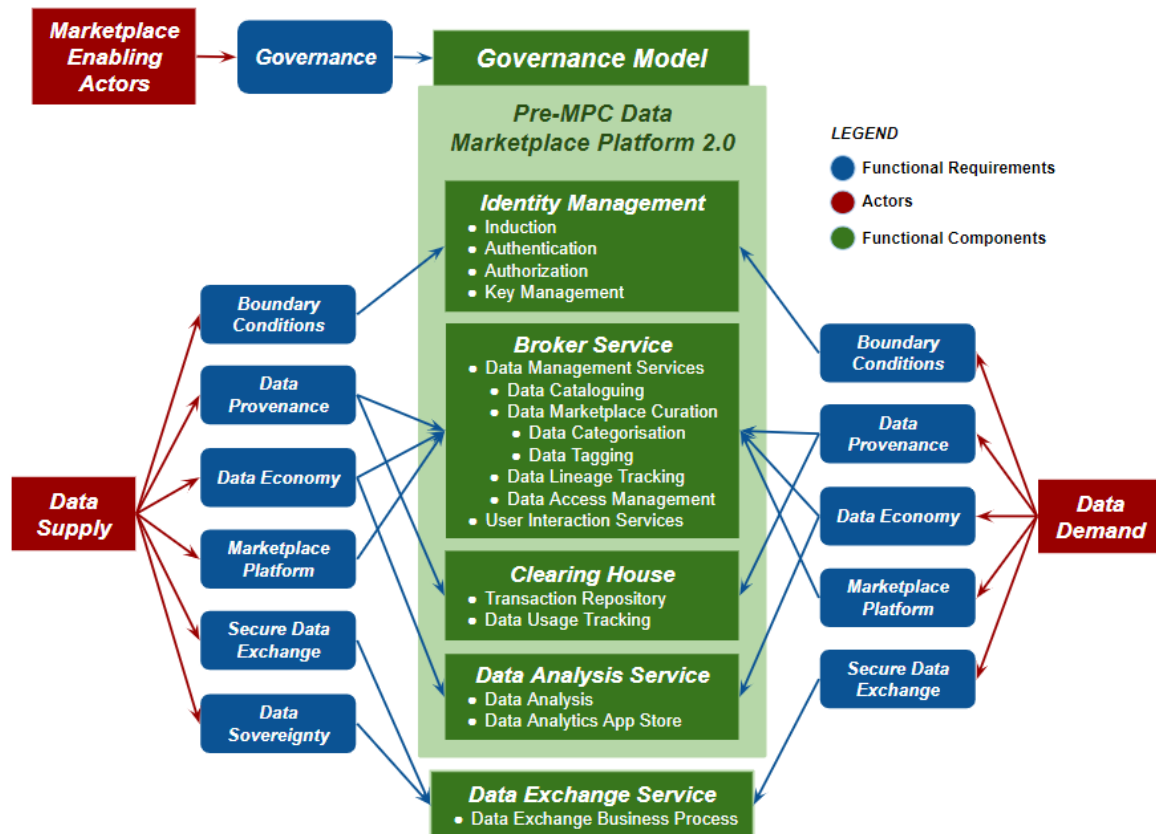 Marketplace
Enabling
Actors
Governance
Governance Model
Pre-MPC Data
Marketplace Platform 2.0
LEGEND
Functional Requirements
Actors
Functional Components
Identity Management
• Induction
• Authentication
• Authorization
• Key Management
Broker Service
• Data Management Services
• Data Cataloguing
• Data Marketplace Curation
• Data Categorisation
• Data Tagging
• Data Lineage Tracking
• Data Access Management
• User Interaction Services
Clearing House
• Transaction Repository
• Data Usage Tracking
Data Analysis Service
• Data Analysis
• Data Analytics App Store
Data Exchange Service
• Data Exchange Business Process
Data
Supply
Boundary
Conditions
Data
Provenance
Data Economy
Marketplace
Platform
Secure Data
Exchange
Data
Sovereignty
Boundary
Conditions
Data
Provenance
Data Economy
Marketplace
Platform
Secure Data
Exchange
Data
Demand